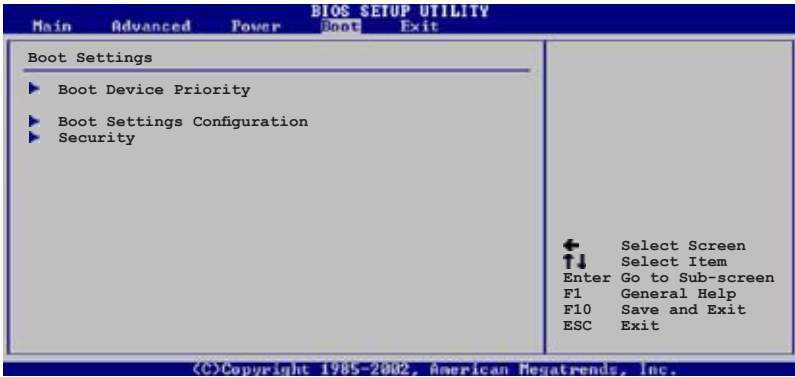 BIOS SETUP UTILITY
Main Advanced Power Boot Exit
Boot Settings
Boot Device Priority
Boot Settings Configuration
Security
← Select Screen
↑↓ Select Item
Enter Go to Sub-screen
F1 General Help
F10 Save and Exit
ESC Exit
(C)Copyright 1985-2002, American Megatrends, Inc.